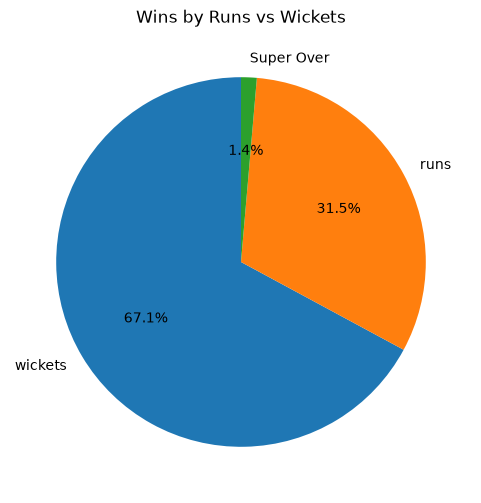 Wins by Runs vs Wickets
Super Over
1.4%
runs
31.5%
67.1%
wickets